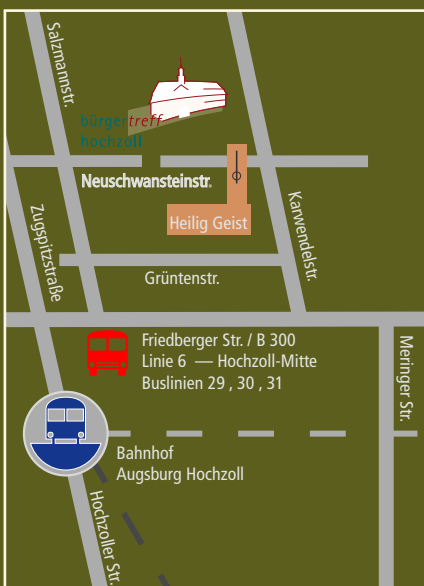 Salzmannstr.
bürgertreff
hochzoll
Neuschwansteinstr.
Zugspitzstraße
Heilig Geist
Karwendelstr.
Grüntenstr.
Friedberger Str. / B 300
Linie 6 — Hochzoll-Mitte
Buslinien 29 , 30 , 31
Meringer Str.
Bahnhof
Augsburg Hochzoll
Hochzoller Str.